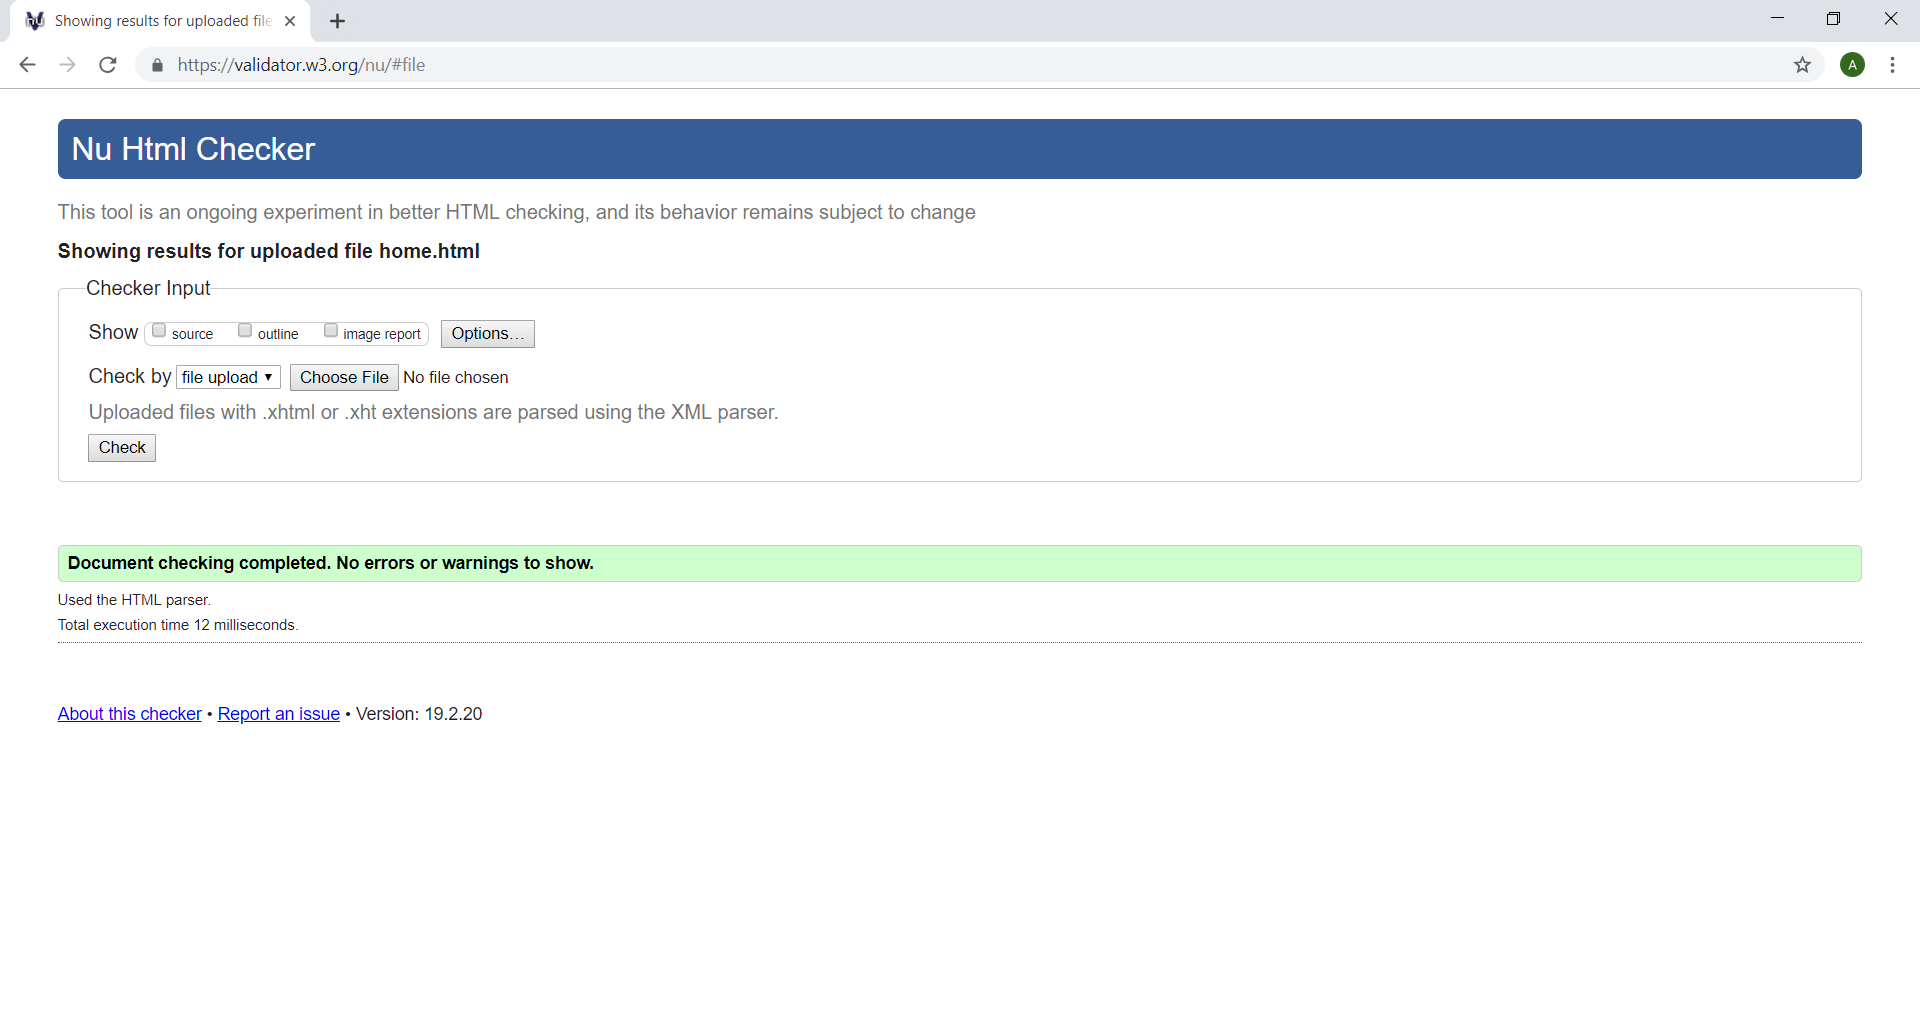 Showing results for uploaded file
https://validator.w3.org/nu/#file
A
Nu Html Checker
This tool is an ongoing experiment in better HTML checking, and its behavior remains subject to change
Showing results for uploaded file home.html
Checker Input
Show source outline image report Options...
Check by file upload Choose File No file chosen
Uploaded files with .xhtml or .xht extensions are parsed using the XML parser.
Check
Document checking completed. No errors or warnings to show.
Used the HTML parser.
Total execution time 12 milliseconds.
About this checker • Report an issue • Version: 19.2.20